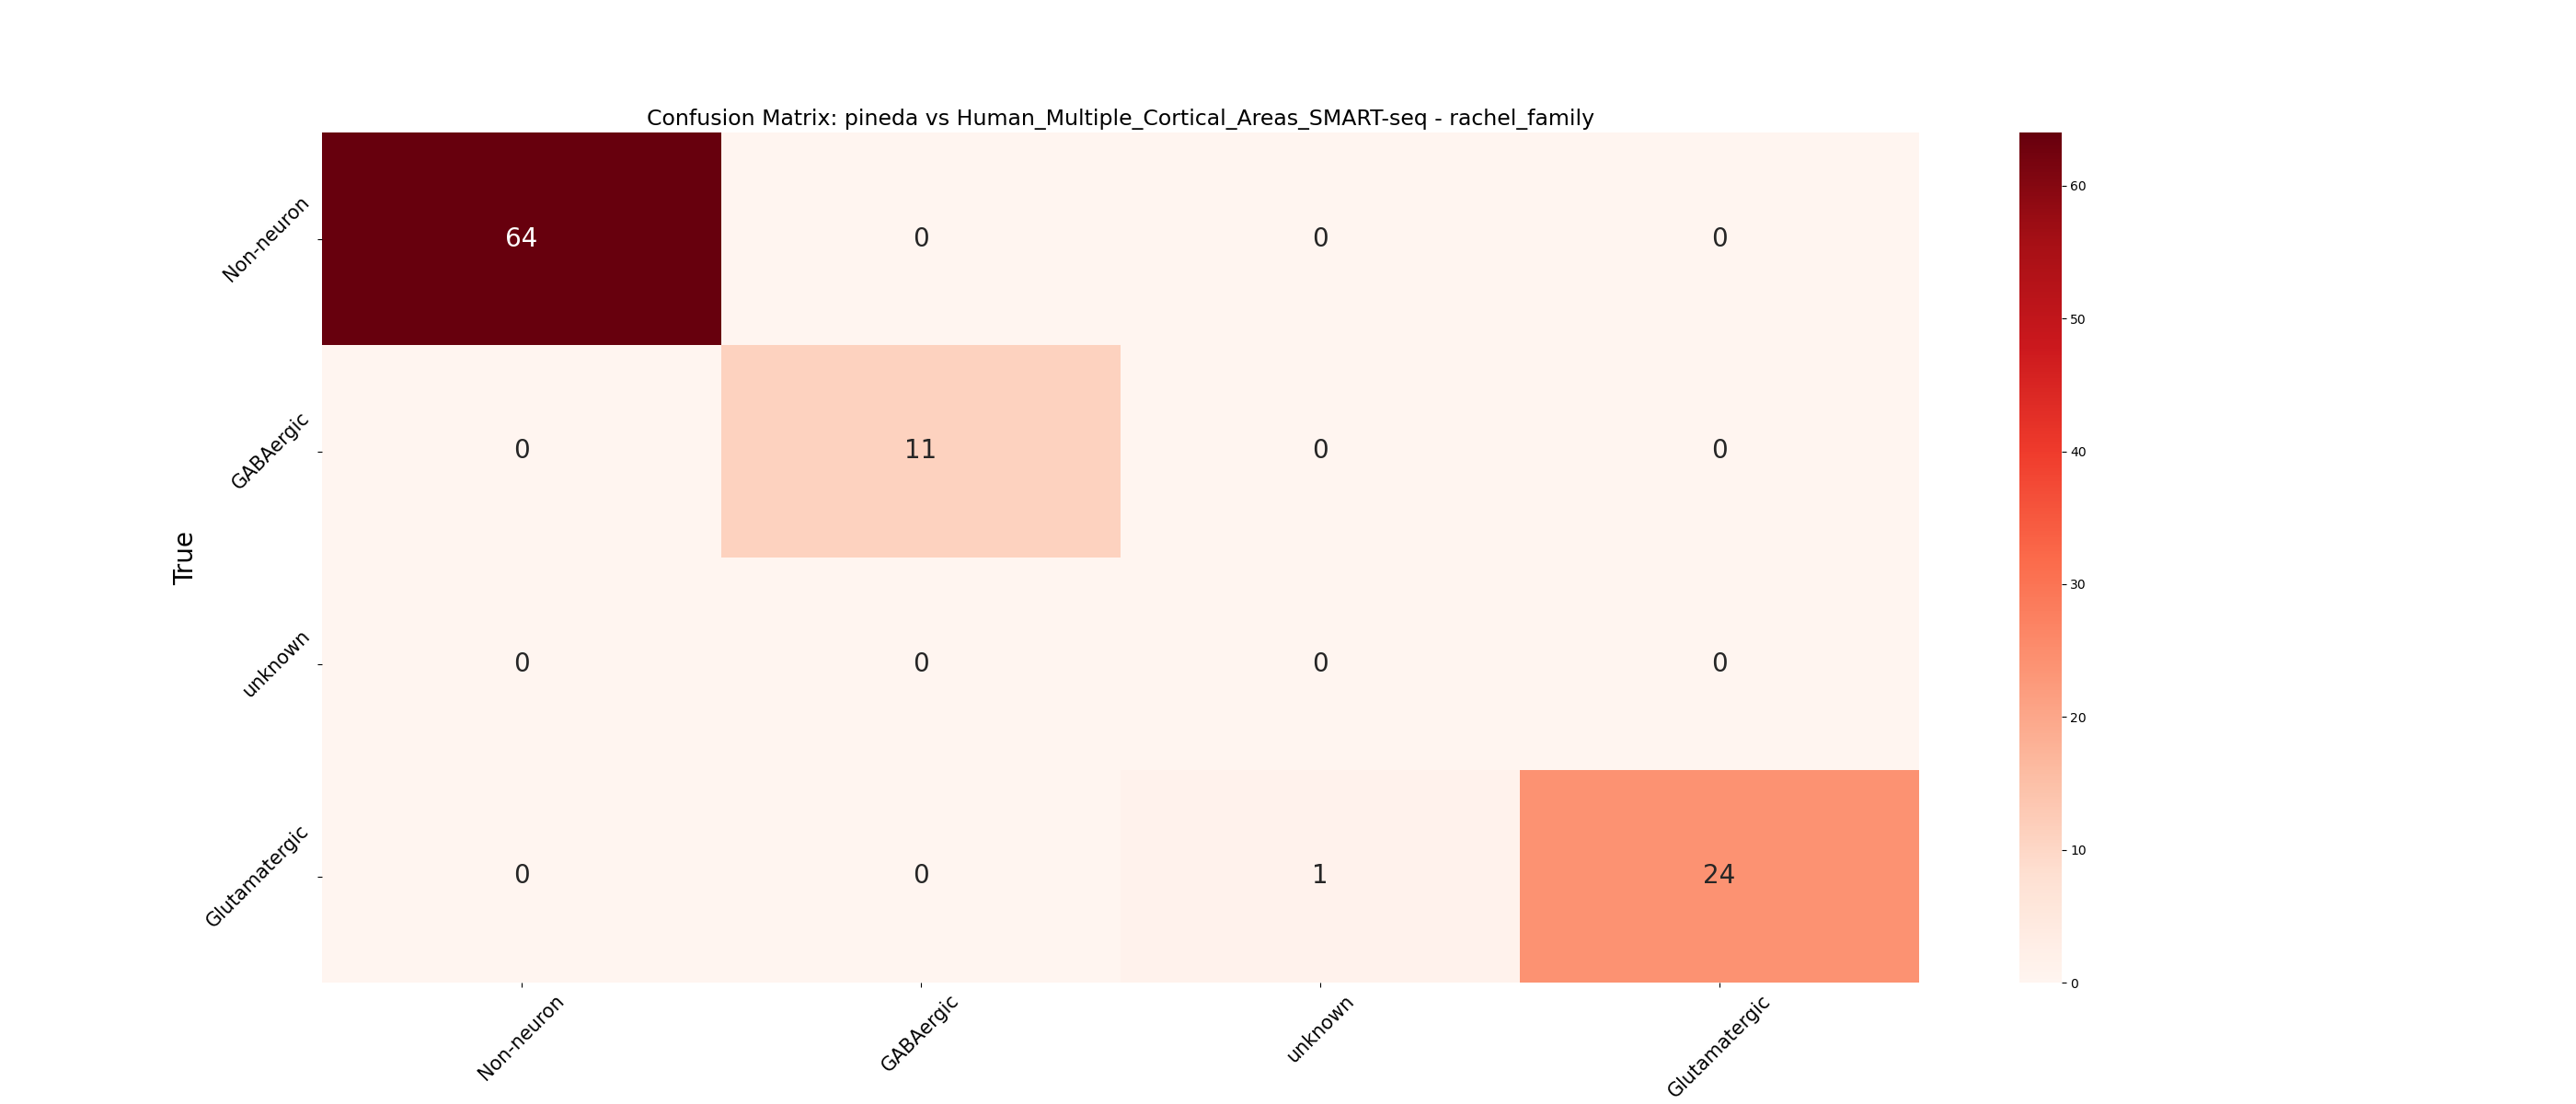 Confusion Matrix: pineda vs Human_Multiple_Cortical_Areas_SMART-seq - rachel_family
True
Non-neuron 64 0 0 0
GABAergic 0 11 0 0
unknown 0 0 0 0
Glutamatergic 0 0 1 24
Non-neuron GABAergic unknown Glutamatergic
60
50
40
30
20
10
0